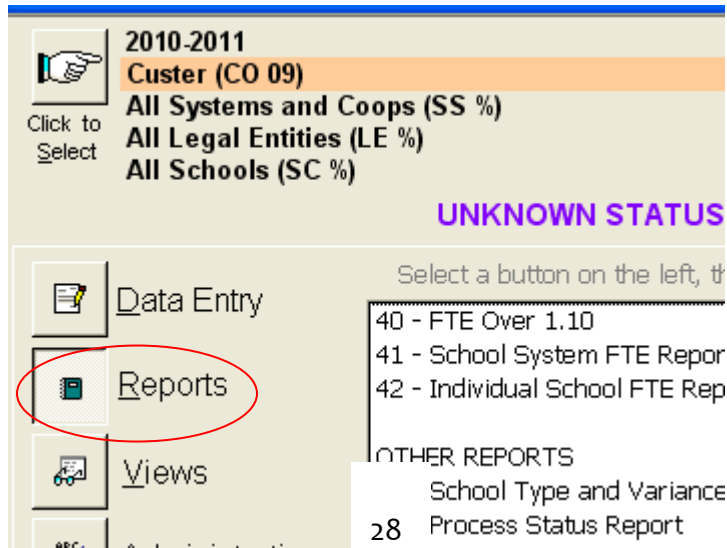 2010-2011
Custer (CO 09)
All Systems and Coops (SS %)
All Legal Entities (LE %)
All Schools (SC %)
Click to
Select
UNKNOWN STATUS
Select a button on the left, th
Data Entry
Reports
Views
40 - FTE Over 1.10
41 - School System FTE Repor
42 - Individual School FTE Rep
OTHER REPORTS
School Type and Variance
28 Process Status Report